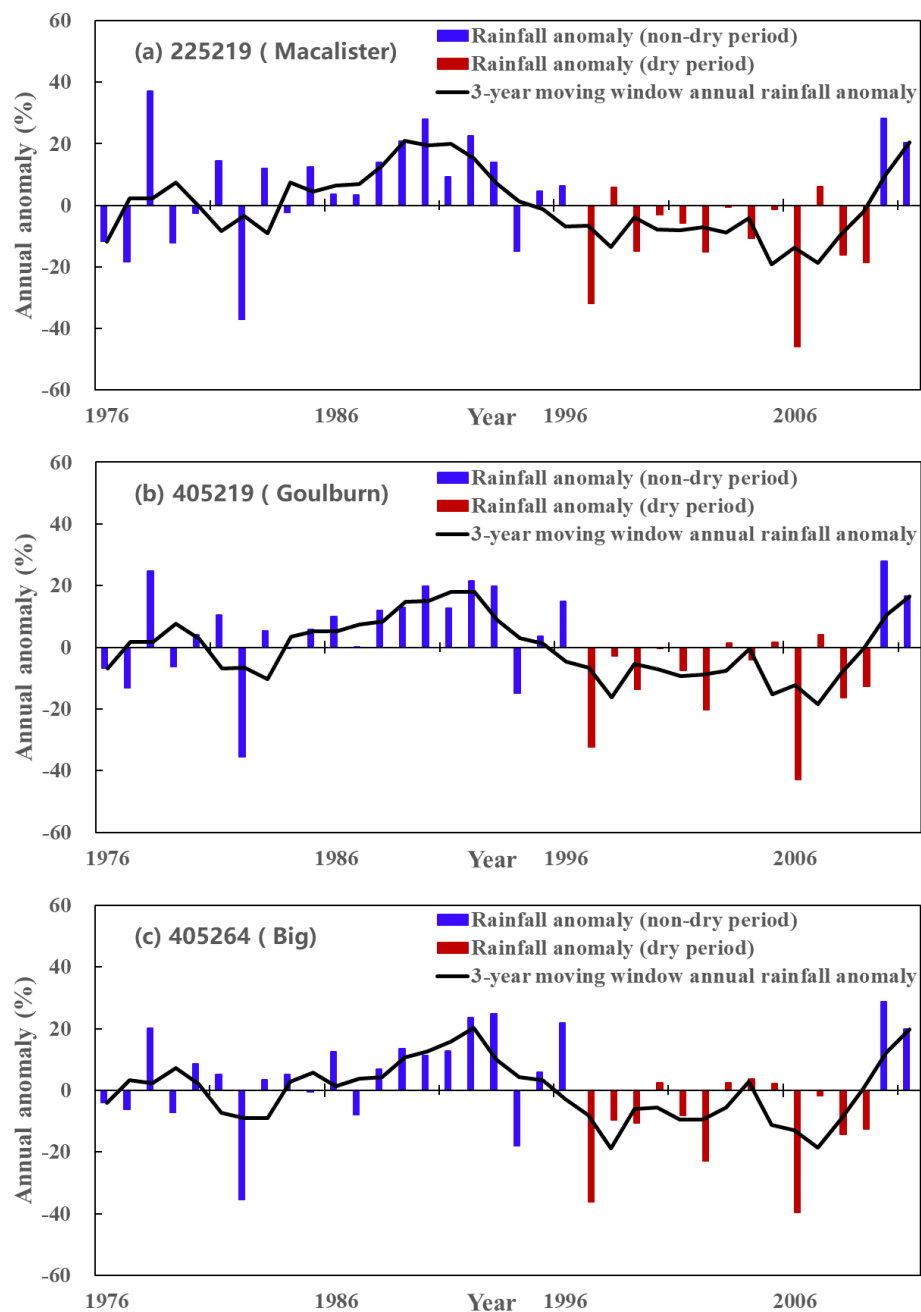 60
40
20
0
-20
-40
-60
Annual anomaly (%)
(a) 225219 ( Macalister)
Rainfall anomaly (non-dry period)
Rainfall anomaly (dry period)
3-year moving window annual rainfall anomaly
1976
1986
Year
1996
2006
60
40
20
0
-20
-40
-60
Annual anomaly (%)
(b) 405219 ( Goulburn)
Rainfall anomaly (non-dry period)
Rainfall anomaly (dry period)
3-year moving window annual rainfall anomaly
1976
1986
Year
1996
2006
60
40
20
0
-20
-40
-60
Annual anomaly (%)
(c) 405264 ( Big)
Rainfall anomaly (non-dry period)
Rainfall anomaly (dry period)
3-year moving window annual rainfall anomaly
1976
1986
Year
1996
2006